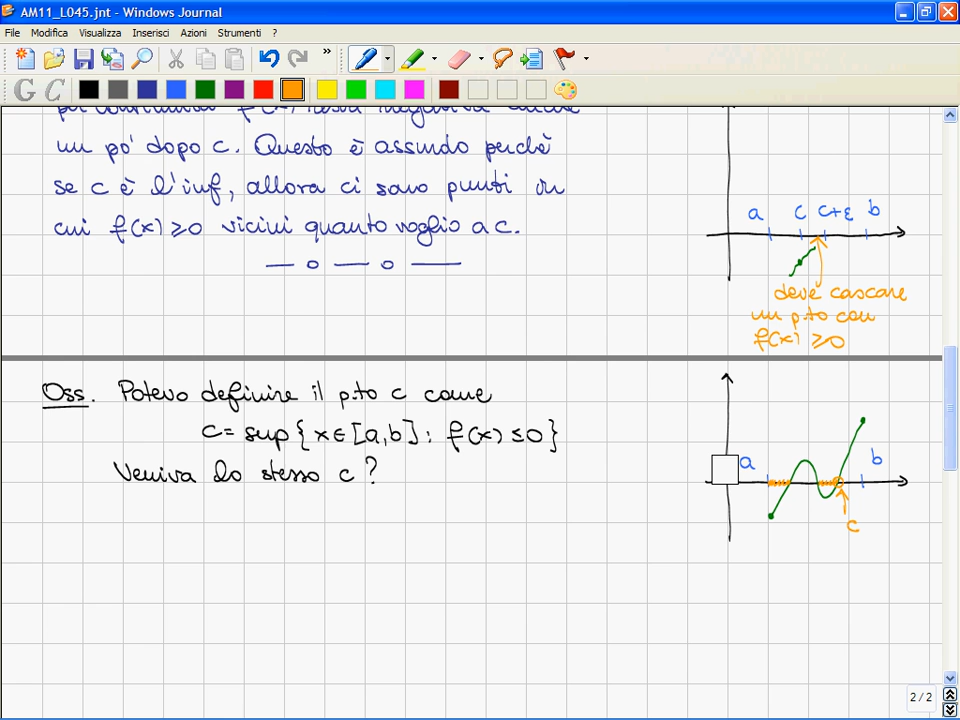 AM11_L045.jnt - Windows Journal
File Modifica Visualizza Inserisci Azioni Strumenti ?
un po' dopo c. Questo è assurdo perchè
se c è l'inf, allora ci sono punti in
cui f(x) ≥ 0 vicini quanto voglio a c.
a c c+ε b
deve cascare
un p.to con
f(x) ≥ 0
Oss. Potevo definire il p.to c come
c = sup{ x ∈ [a,b] : f(x) ≤ 0 }
Veniva lo stesso c ?
a b
c
2 / 2